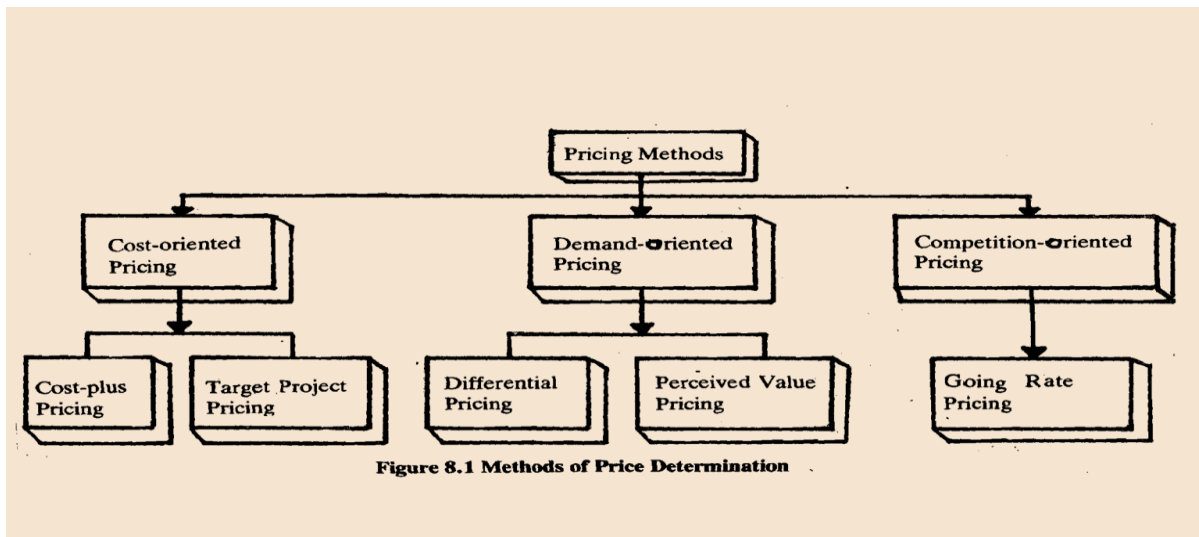 Pricing Methods
Cost-oriented
Pricing
Demand-oriented
Pricing
Competition-oriented
Pricing
Cost-plus
Pricing
Target Project
Pricing
Differential
Pricing
Perceived Value
Pricing
Going Rate
Pricing
Figure 8.1 Methods of Price Determination